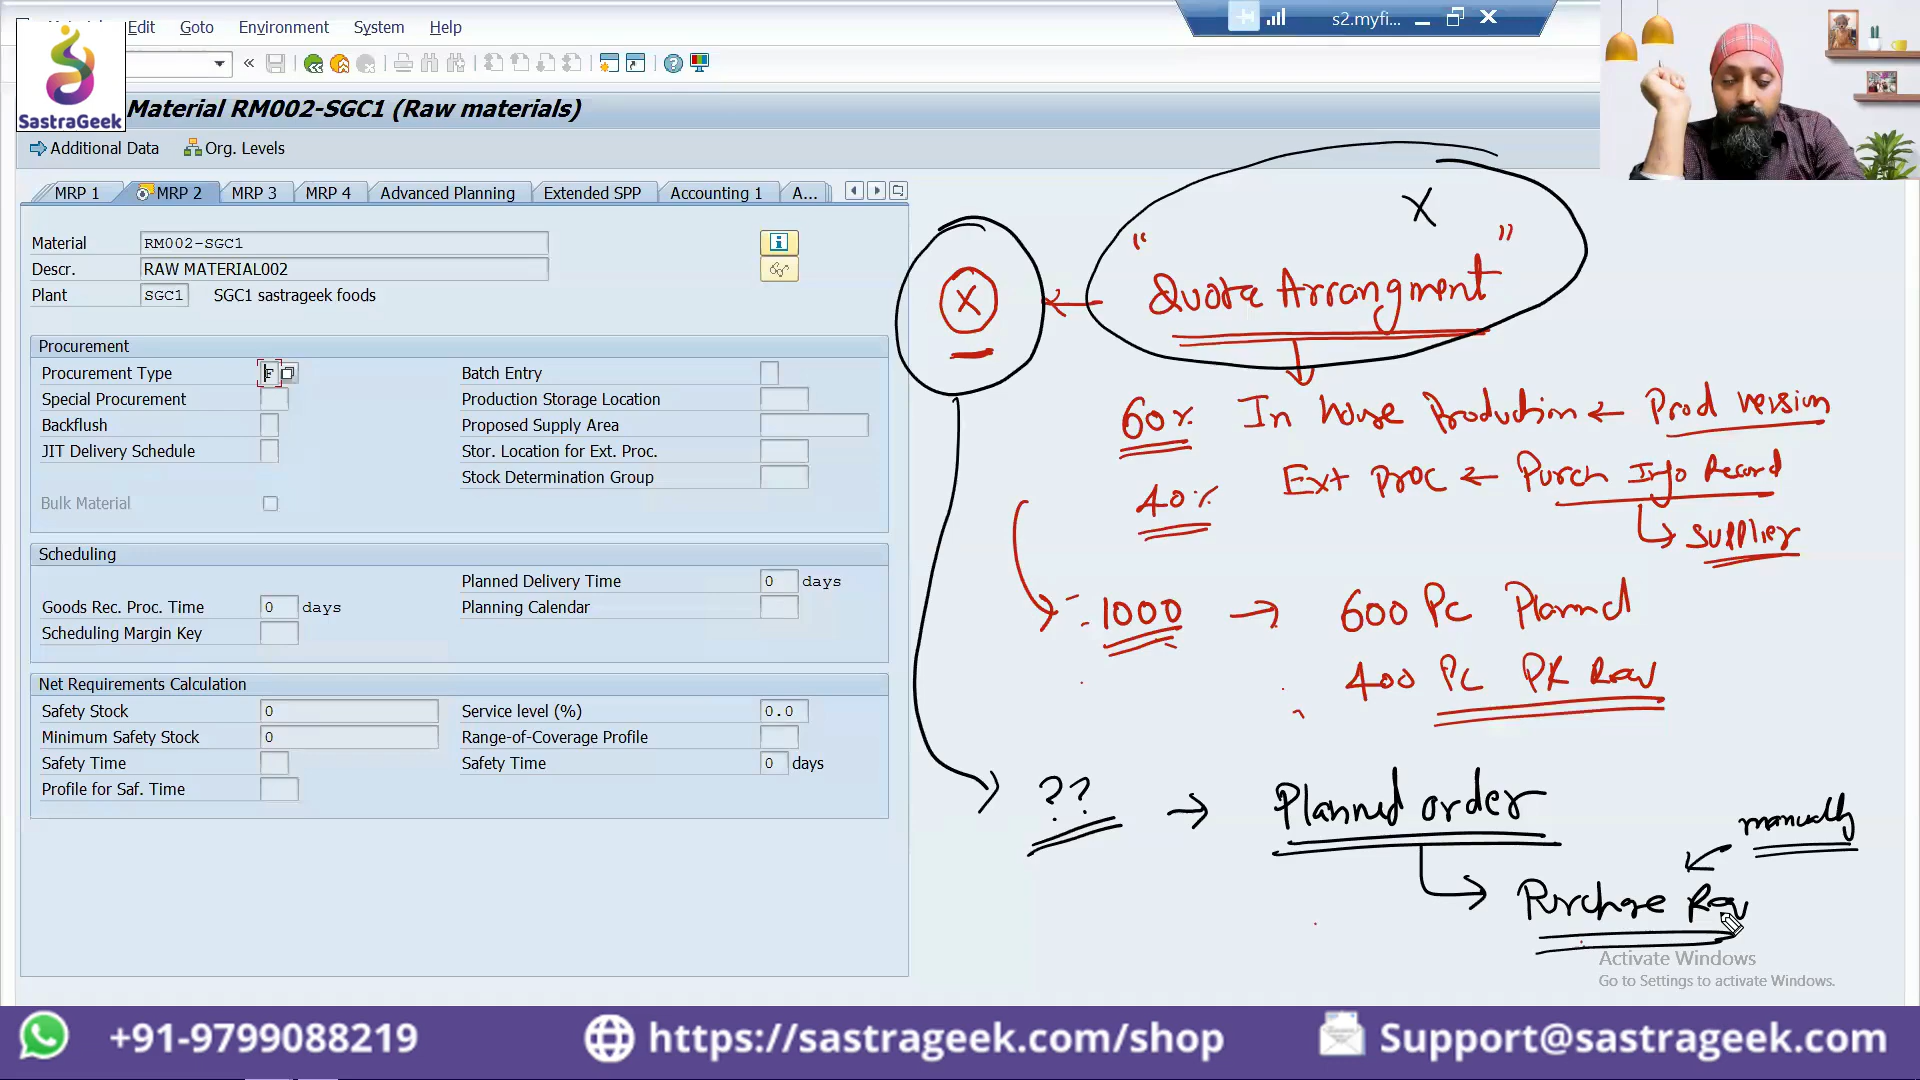 Edit Goto Environment System Help
s2.myfi...
SastraGeek
Material RM002-SGC1 (Raw materials)
Additional Data Org. Levels
MRP 1 MRP 2 MRP 3 MRP 4 Advanced Planning Extended SPP Accounting 1 A...
Material RM002-SGC1
Descr. RAW MATERIAL002
Plant SGC1 SGC1 sastrageek foods
Procurement
Procurement Type F Batch Entry
Special Procurement Production Storage Location
Backflush Proposed Supply Area
JIT Delivery Schedule Stor. Location for Ext. Proc.
Stock Determination Group
Bulk Material
Scheduling
Planned Delivery Time 0 days
Goods Rec. Proc. Time 0 days Planning Calendar
Scheduling Margin Key
Net Requirements Calculation
Safety Stock 0 Service level (%) 0.0
Minimum Safety Stock 0 Range-of-Coverage Profile
Safety Time Safety Time 0 days
Profile for Saf. Time
X
X ← " Quota Arrangment "
60% In house Production ← Prod version
40% Ext Proc ← Purch Info Record
↳ Supplier
1000 → 600 PC Plannd
400 PC PR
?? → Planned order
manually
Purchase
Activate Windows
Go to Settings to activate Windows.
+91-9799088219 https://sastrageek.com/shop Support@sastrageek.com